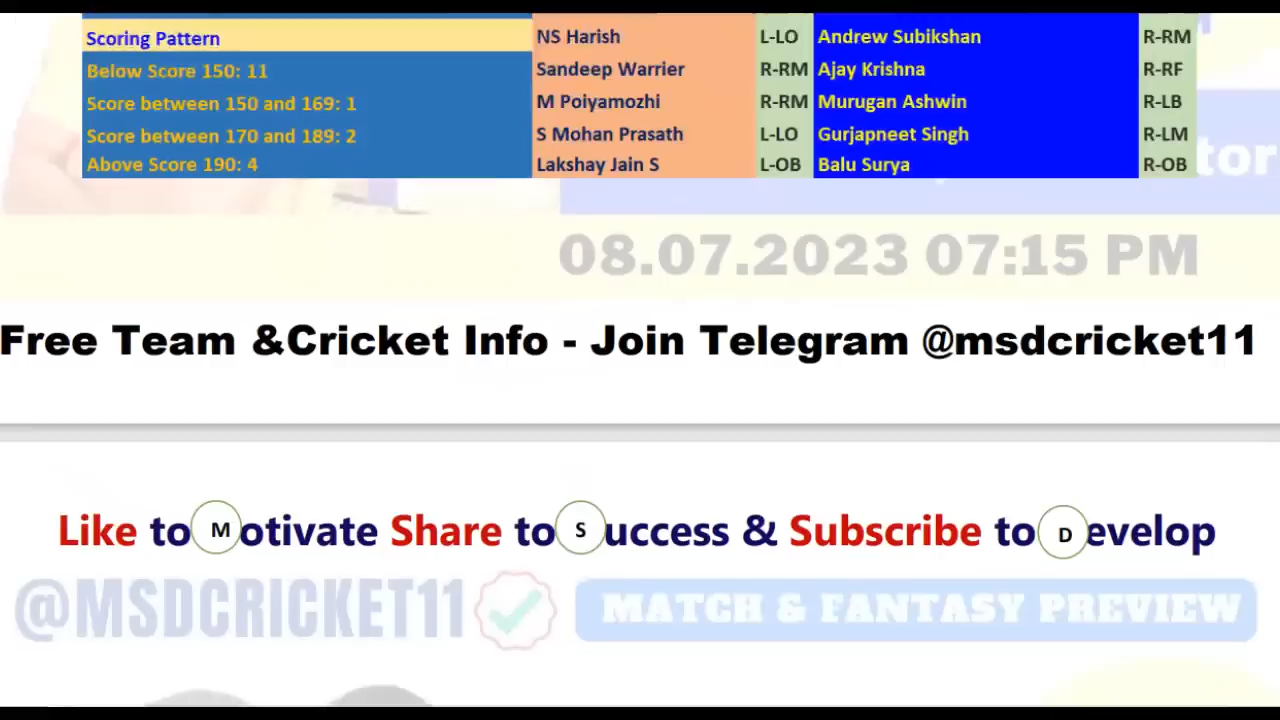 Scoring Pattern NS Harish L-LO Andrew Subikshan R-RM
Below Score 150: 11 Sandeep Warrier R-RM Ajay Krishna R-RF
Score between 150 and 169: 1 M Poiyamozhi R-RM Murugan Ashwin R-LB
Score between 170 and 189: 2 S Mohan Prasath L-LO Gurjapneet Singh R-LM
Above Score 190: 4 Lakshay Jain S L-OB Balu Surya R-OB
08.07.2023 07:15 PM
Free Team &Cricket Info - Join Telegram @msdcricket11
Like to Motivate Share to Success & Subscribe to Develop
@MSDCRICKET11 MATCH & FANTASY PREVIEW